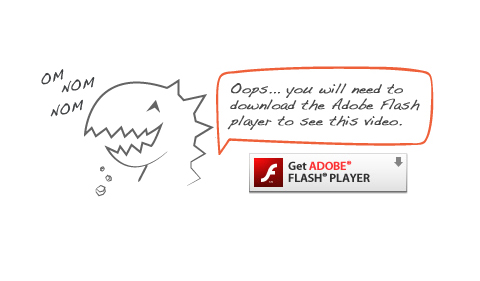 OM
NOM
NOM
Oops... you will need to
download the Adobe Flash
player to see this video.
Get ADOBE®
FLASH® PLAYER